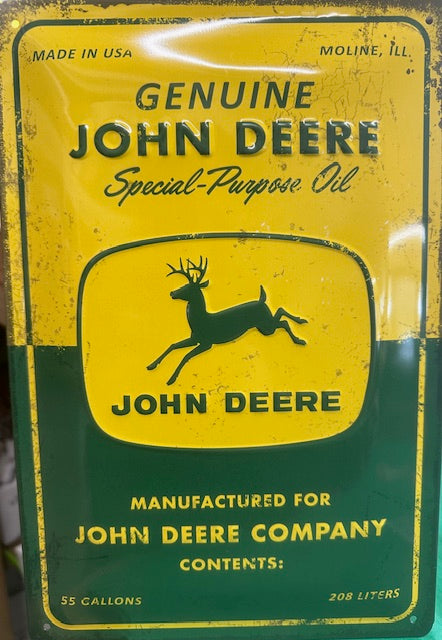 MADE IN USA
MOLINE, ILL.
GENUINE
JOHN DEERE
Special-Purpose Oil
JOHN DEERE
MANUFACTURED FOR
JOHN DEERE COMPANY
CONTENTS:
55 GALLONS
208 LITERS